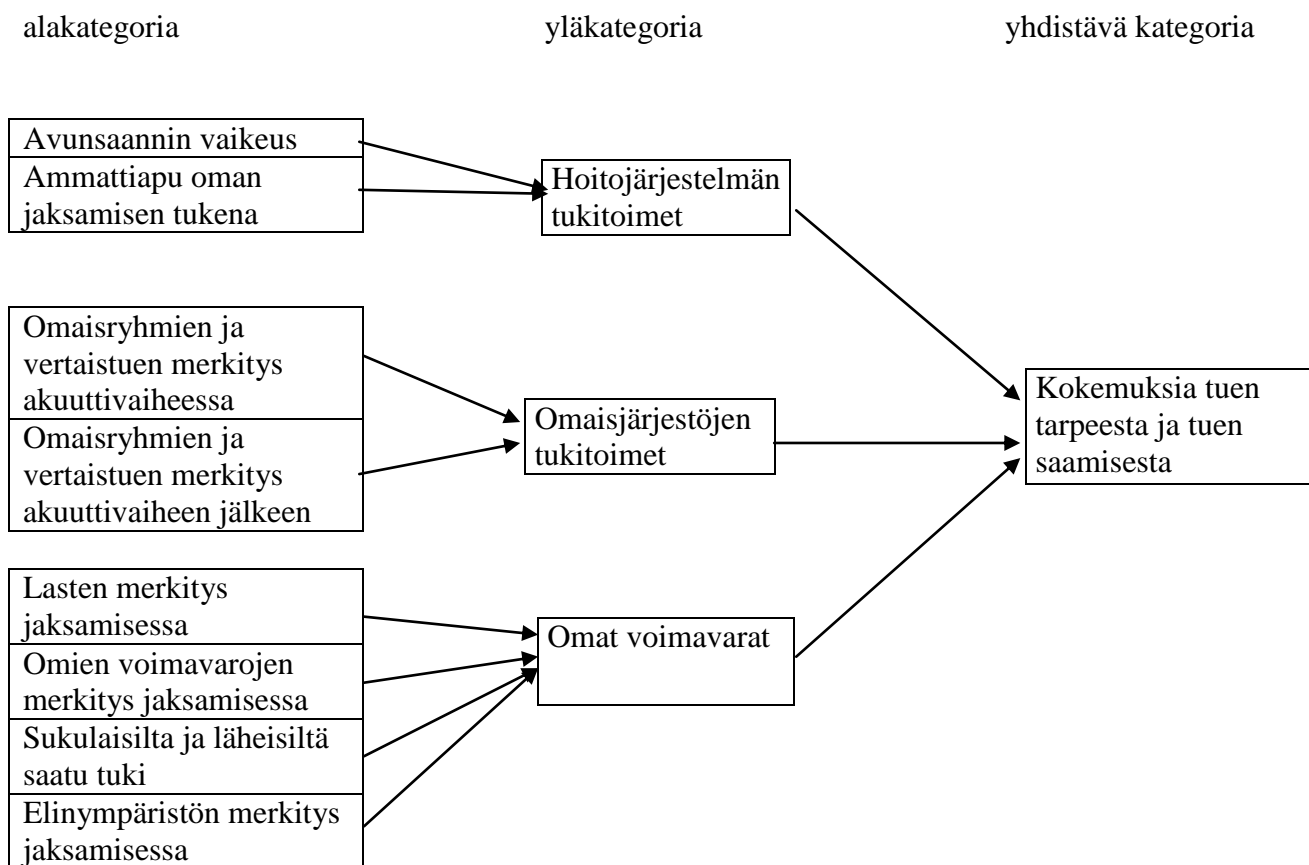 alakategoria
yläkategoria
yhdistävä kategoria
Avunsaannin vaikeus
Ammattiapu oman
jaksamisen tukena
Hoitojärjestelmän
tukitoimet
Omaisryhmien ja
vertaistuen merkitys
akuuttivaiheessa
Omaisryhmien ja
vertaistuen merkitys
akuuttivaiheen jälkeen
Omaisjärjestöjen
tukitoimet
Kokemuksia tuen
tarpeesta ja tuen
saamisesta
Lasten merkitys
jaksamisessa
Omien voimavarojen
merkitys jaksamisessa
Sukulaisilta ja läheisiltä
saatu tuki
Elinympäristön merkitys
jaksamisessa
Omat voimavarat